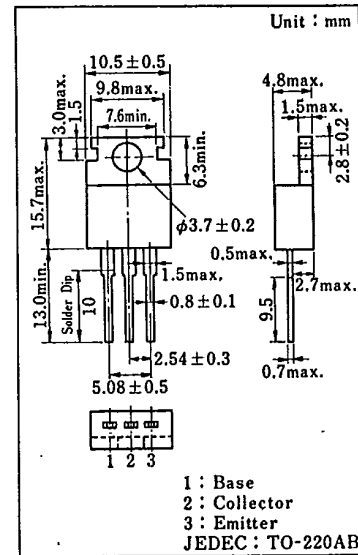 Unit : mm
10.5±0.5
9.8max.
7.6min.
3.0max.
1.5
6.3min.
15.7max.
φ3.7±0.2
13.0min.
Solder Dip
10
1.5max.
0.8±0.1
2.54±0.3
5.08±0.5
4.8max.
1.5max.
2.8±0.2
0.5max.
2.7max.
9.5
0.7max.
1 2 3
1 : Base
2 : Collector
3 : Emitter
JEDEC : TO-220AB